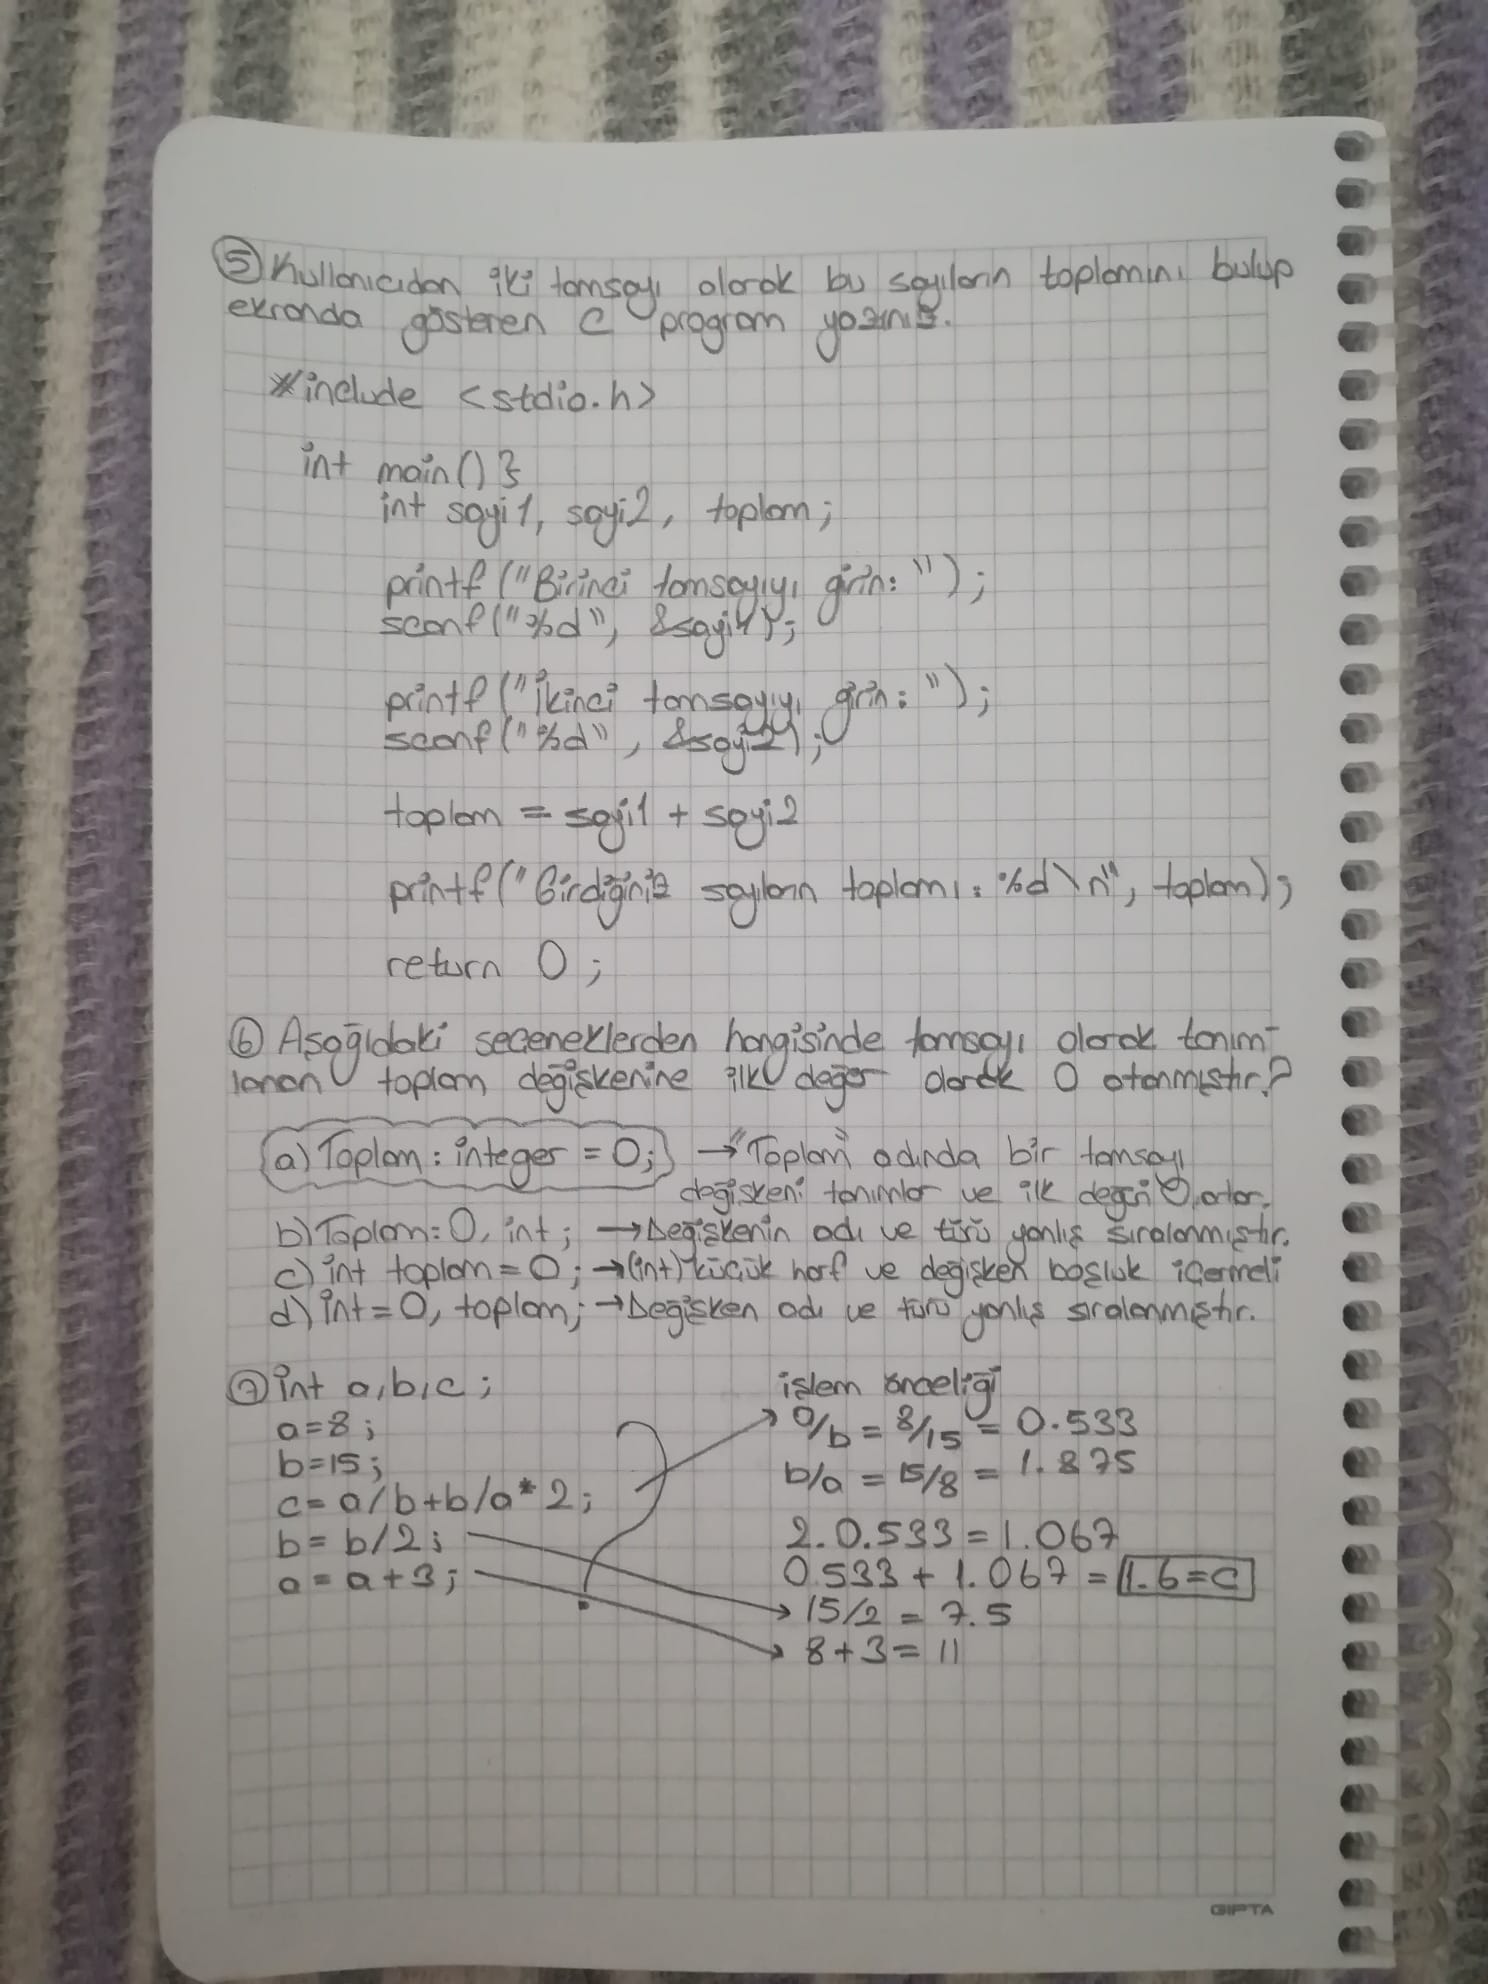 ⑤ Kullanıcıdan iki tamsayı olarak bu sayıların toplamını bulup
ekranda gösteren C program yazınız.
#include <stdio.h>
int main() {
int sayi1, sayi2, toplam;
printf ("Birinci tamsayıyı girin: ");
scanf("%d", &sayi1);
printf ("İkinci tamsayıyı girin: ");
scanf("%d", &sayi2);
toplam = sayi1 + sayi2
printf("Girdiğiniz sayıların toplamı: %d\n", toplam);
return 0;
⑥ Aşağıdaki seçeneklerden hangisinde tamsayı olarak tanım-
lanan toplam değişkenine ilk değer olarak 0 atanmıştır?
a) Toplam: integer = 0; → "Toplam" adında bir tamsayı
değişkeni tanımlar ve ilk değeri 0 atar.
b) Toplam: 0, int; → Değişkenin adı ve türü yanlış sıralanmıştır.
c) int toplam = 0; → (int) küçük harf ve değişken boşluk içermeli
d) int = 0, toplam; → Değişken adı ve türü yanlış sıralanmıştır.
⑦ int a, b, c; işlem önceliği
a=8; a/b = 8/15 = 0.533
b=15; b/a = 15/8 = 1.875
c= a/b+b/a*2;
b= b/2; 2.0.533 = 1.067
a = a+3; 0.533 + 1.067 = 1.6=c
15/2 = 7.5
8+3= 11
GIPTA